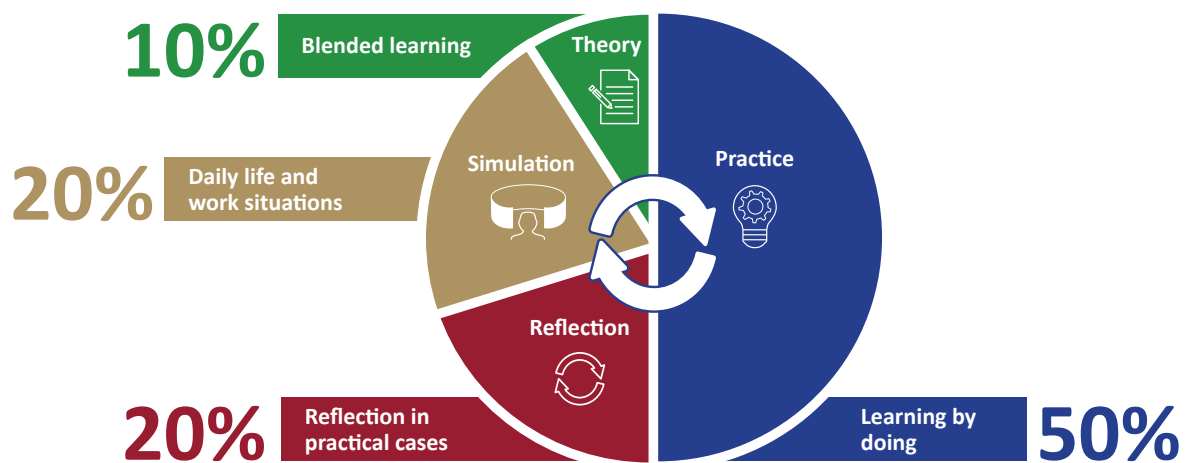 10%
Blended learning
Theory
20%
Daily life and
work situations
Simulation
Practice
Reflection
20%
Reflection in
practical cases
Learning by
doing
50%